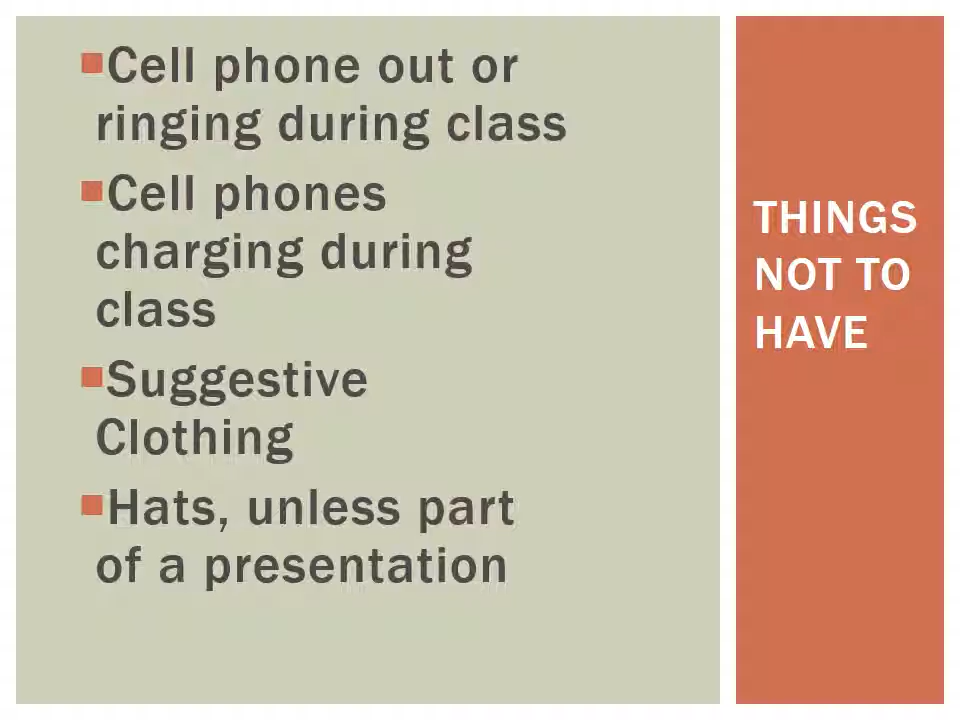 Cell phone out or
ringing during class
Cell phones
charging during
class
Suggestive
Clothing
Hats, unless part
of a presentation
THINGS
NOT TO
HAVE